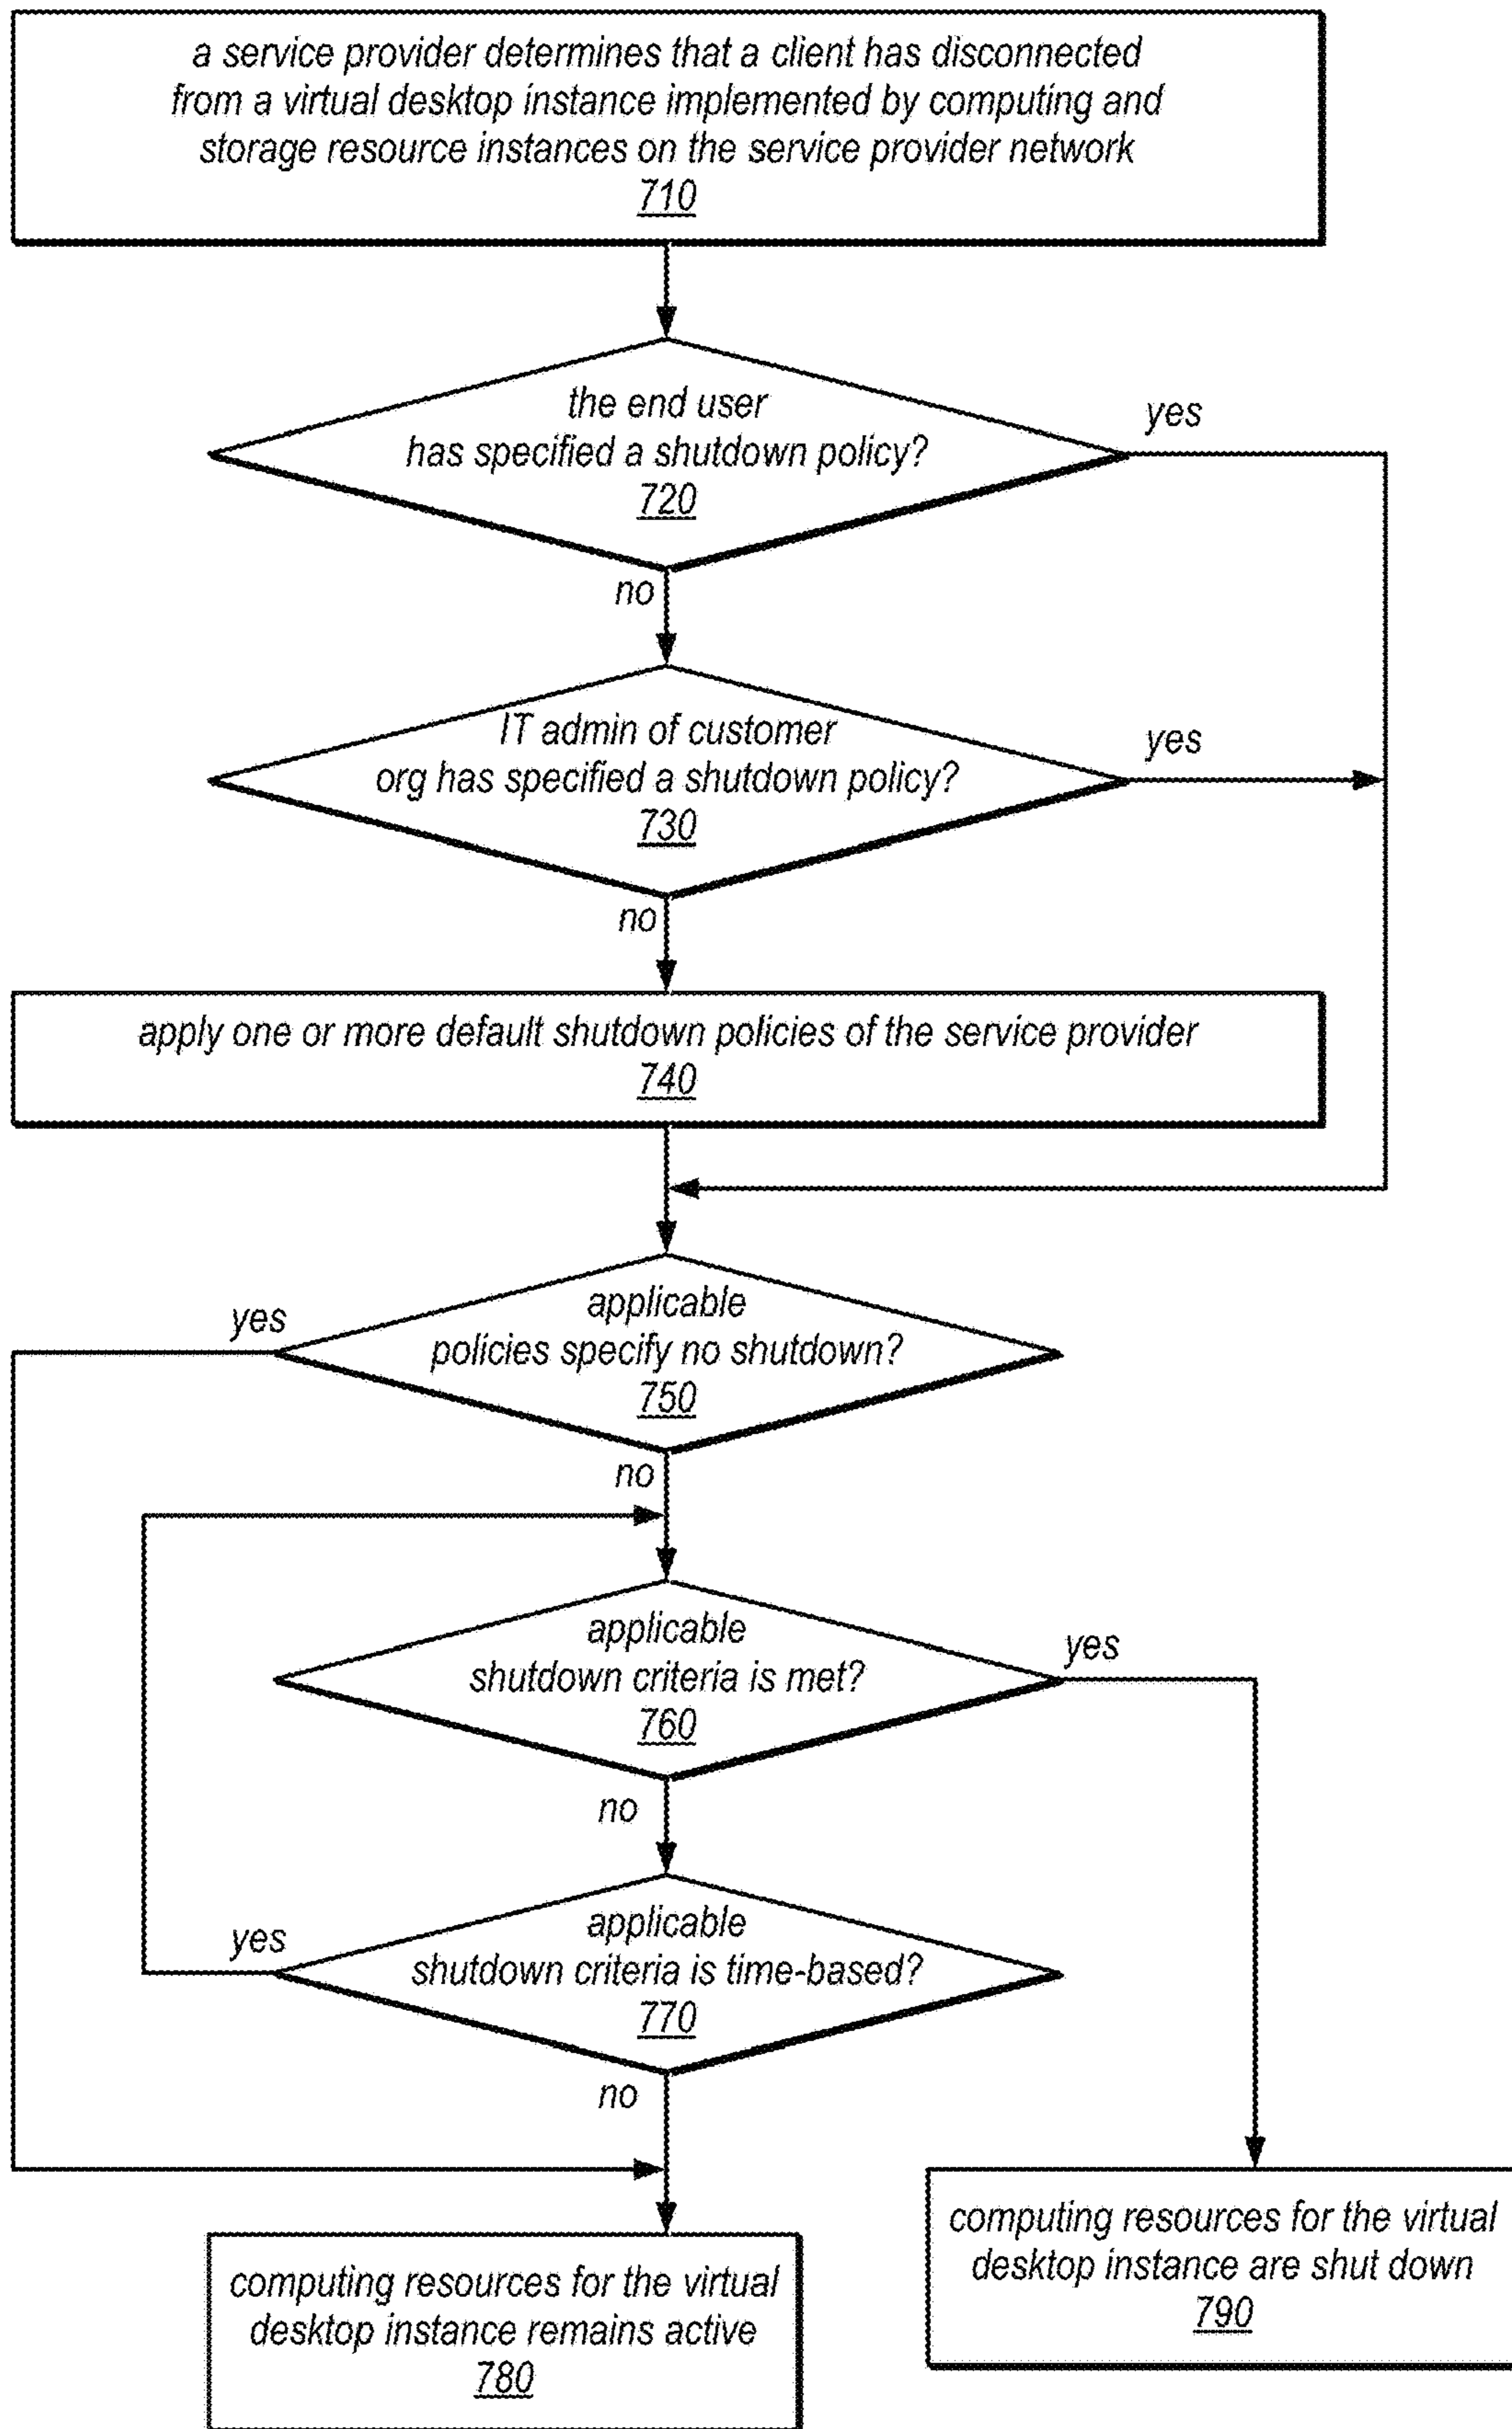 a service provider determines that a client has disconnected
from a virtual desktop instance implemented by computing and
storage resource instances on the service provider network
710
the end user
has specified a shutdown policy?
720
yes
no
IT admin of customer
org has specified a shutdown policy?
730
yes
no
apply one or more default shutdown policies of the service provider
740
applicable
policies specify no shutdown?
750
yes
no
applicable
shutdown criteria is met?
760
yes
no
applicable
shutdown criteria is time-based?
770
yes
no
computing resources for the virtual
desktop instance remains active
780
computing resources for the virtual
desktop instance are shut down
790